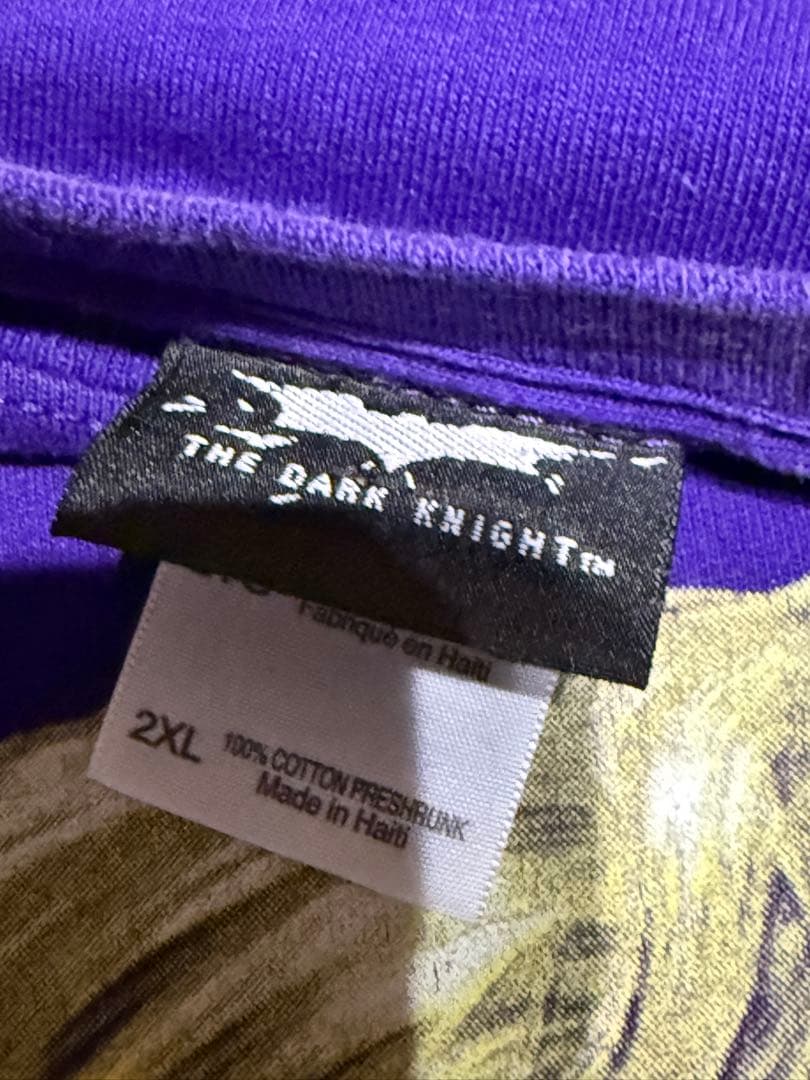 THE DARK KNIGHT™
Fabriqué en Haiti
2XL
100% COTTON PRESHRUNK
Made in Haiti